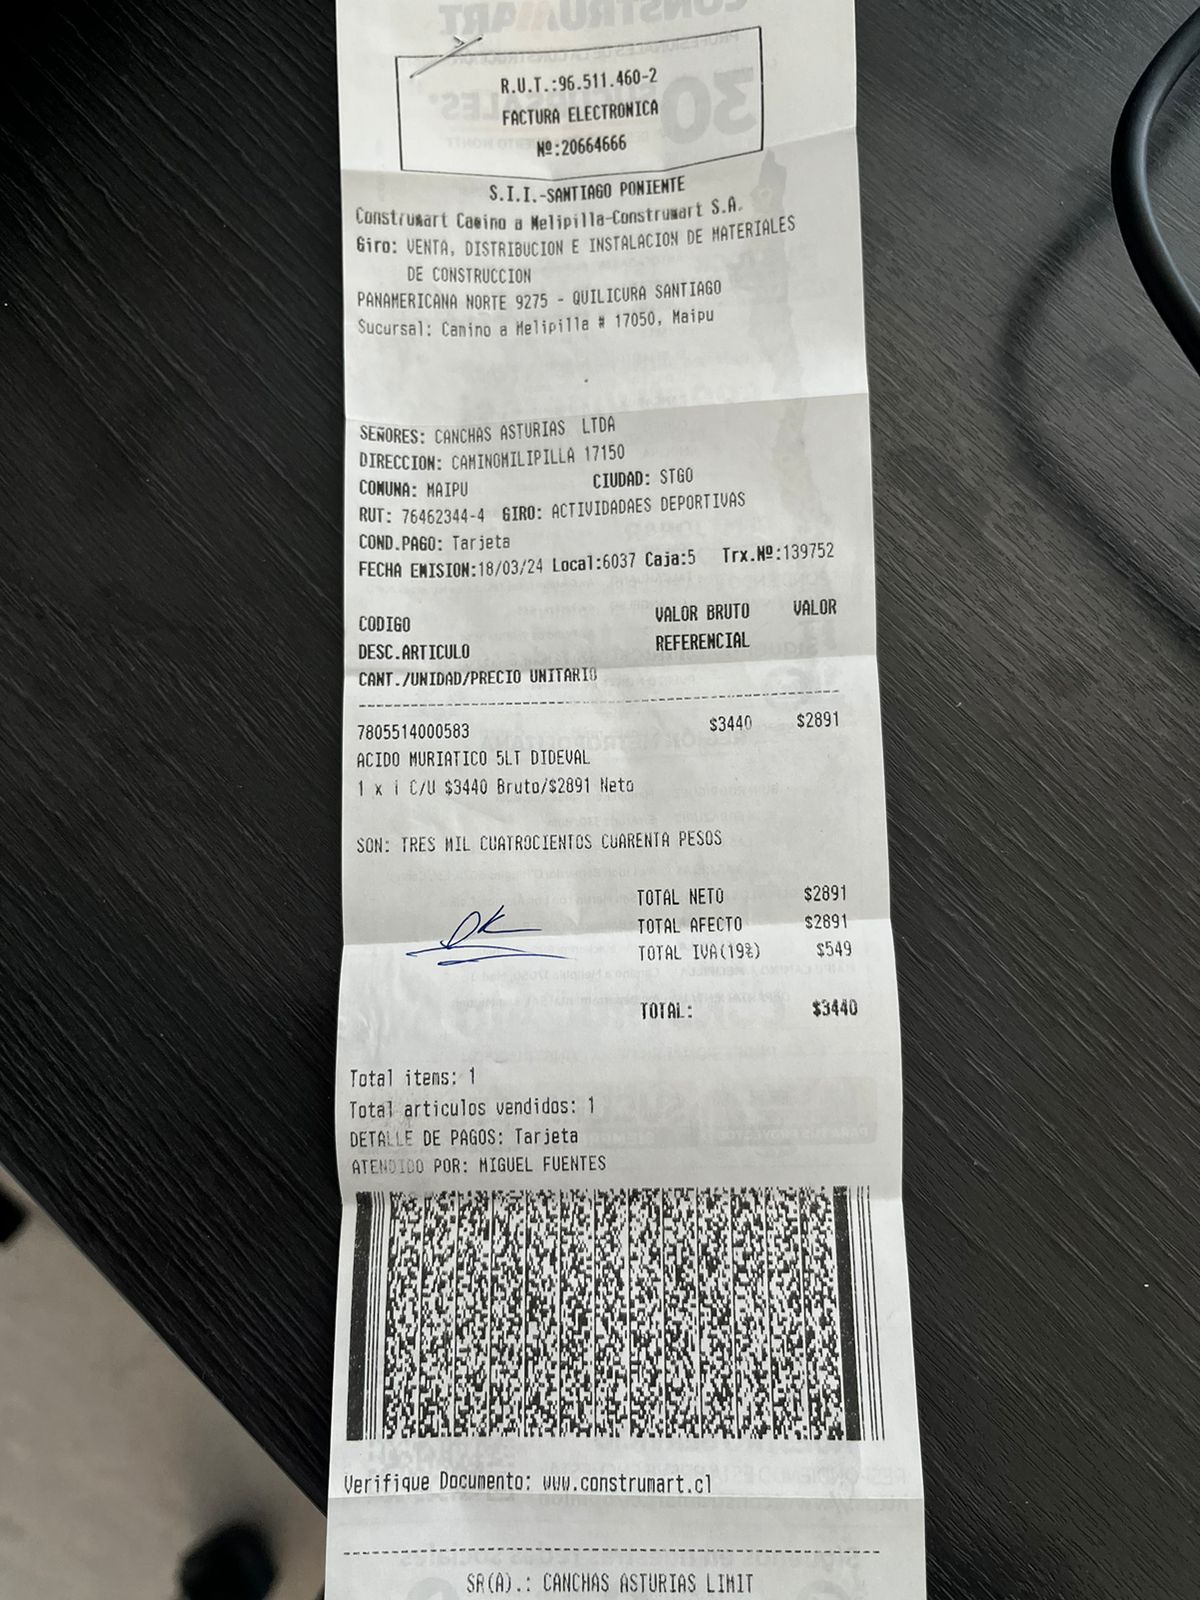 R.U.T.:96.511.460-2
FACTURA ELECTRONICA
Nº:20664666
S.I.I.-SANTIAGO PONIENTE
Construmart Camino a Melipilla-Construmart S.A.
Giro: VENTA, DISTRIBUCION E INSTALACION DE MATERIALES
DE CONSTRUCCION
PANAMERICANA NORTE 9275 - QUILICURA SANTIAGO
Sucursal: Camino a Melipilla # 17050, Maipu
SEÑORES: CANCHAS ASTURIAS LTDA
DIRECCION: CAMINOMILIPILLA 17150
COMUNA: MAIPU CIUDAD: STGO
RUT: 76462344-4 GIRO: ACTIVIDADAES DEPORTIVAS
COND.PAGO: Tarjeta
FECHA EMISION:18/03/24 Local:6037 Caja:5 Trx.Nº:139752
CODIGO VALOR BRUTO VALOR
DESC.ARTICULO REFERENCIAL
CANT./UNIDAD/PRECIO UNITARIO
7805514000583 $3440 $2891
ACIDO MURIATICO 5LT DIDEVAL
1 x 1 C/U $3440 Bruto/$2891 Neto
SON: TRES MIL CUATROCIENTOS CUARENTA PESOS
TOTAL NETO $2891
OK
TOTAL AFECTO $2891
TOTAL IVA(19%) $549
TOTAL: $3440
Total items: 1
Total articulos vendidos: 1
DETALLE DE PAGOS: Tarjeta
ATENDIDO POR: MIGUEL FUENTES
Verifique Documento: www.construmart.cl
SR(A).: CANCHAS ASTURIAS LIMIT